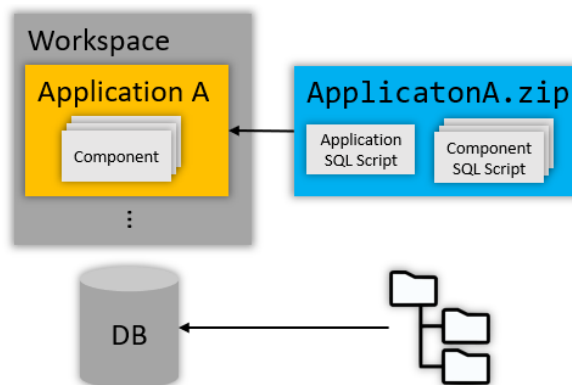 Workspace
Application A
Component
⋮
ApplicatonA.zip
Application
SQL Script
Component
SQL Script
DB